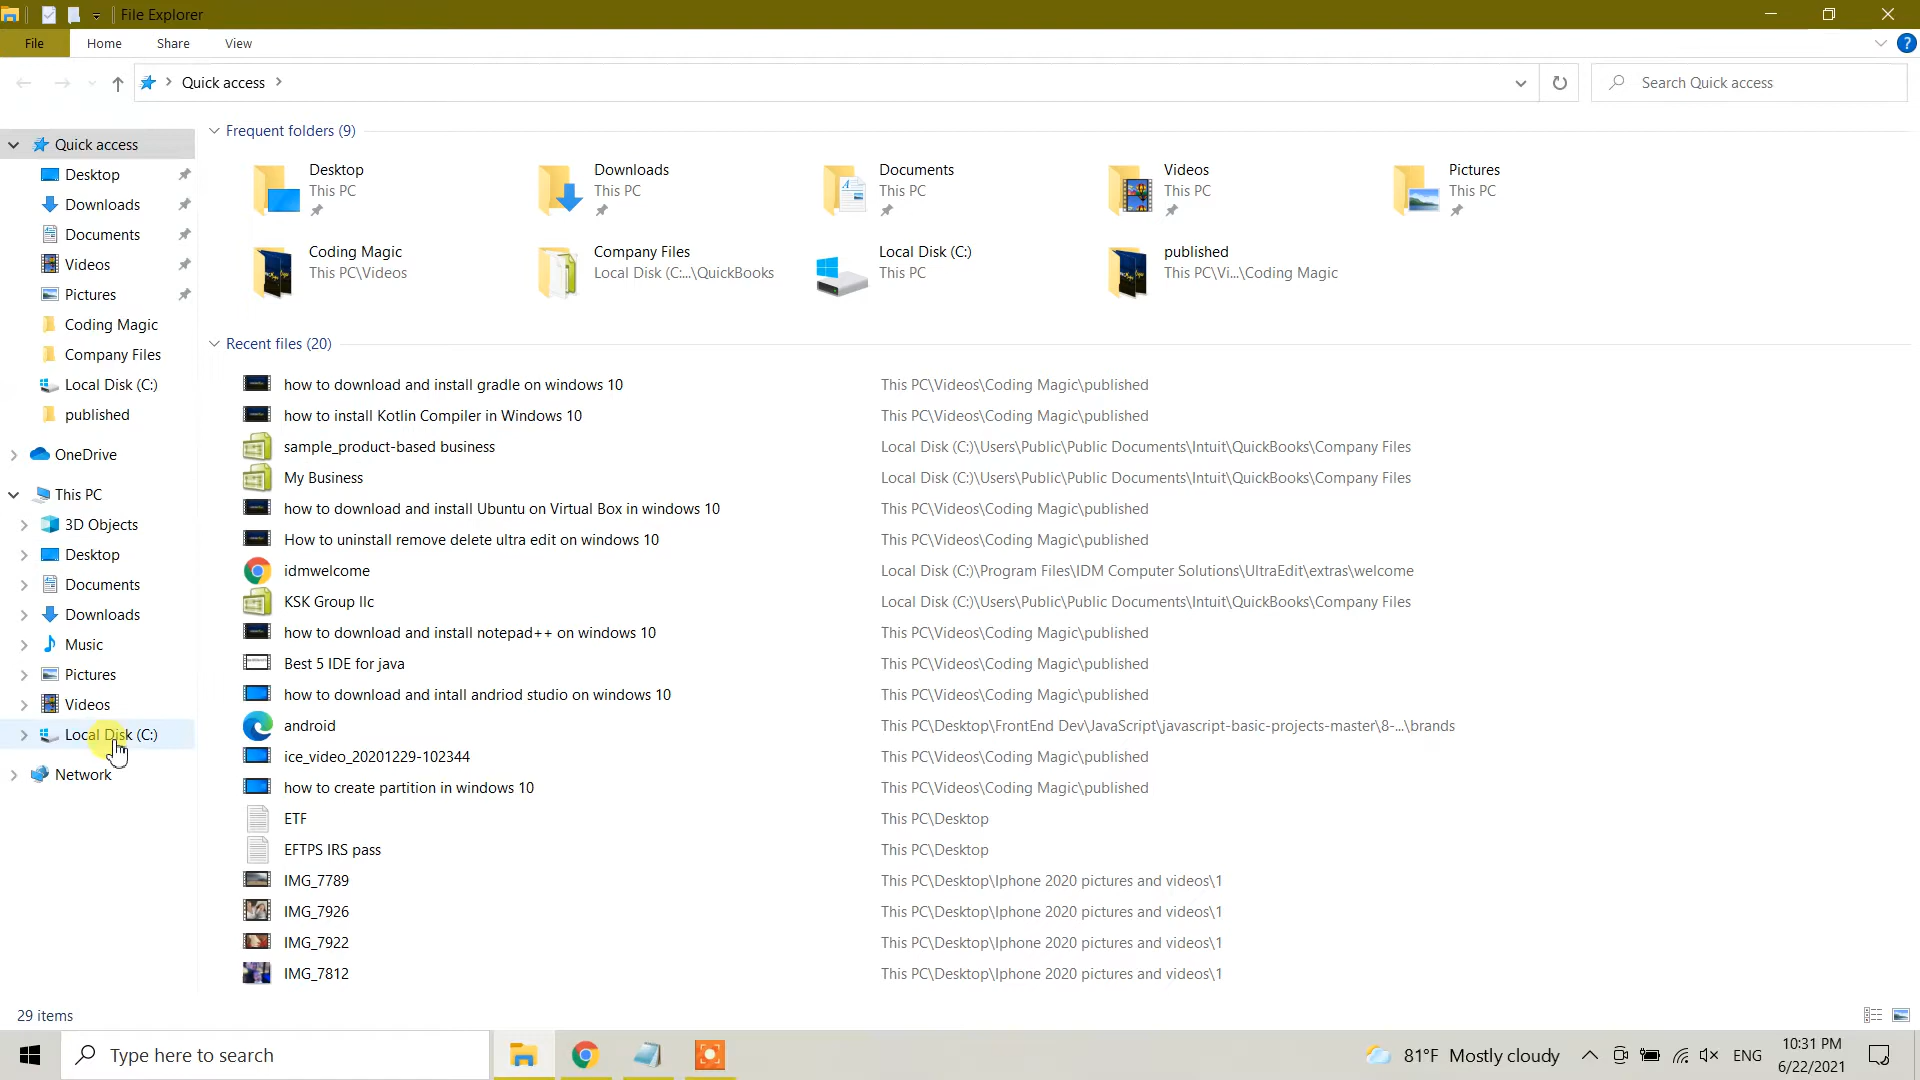 File Explorer
File Home Share View
?
Quick access
Search Quick access
Quick access
Desktop
Downloads
Documents
Videos
Pictures
Coding Magic
Company Files
Local Disk (C:)
published
OneDrive
This PC
3D Objects
Desktop
Documents
Downloads
Music
Pictures
Videos
Local Disk (C:)
Network
Frequent folders (9)
Desktop
This PC
Downloads
This PC
Documents
This PC
Videos
This PC
Pictures
This PC
Coding Magic
This PC\Videos
Company Files
Local Disk (C:...\QuickBooks
Local Disk (C:)
This PC
published
This PC\Vi...\Coding Magic
Recent files (20)
how to download and install gradle on windows 10 This PC\Videos\Coding Magic\published
how to install Kotlin Compiler in Windows 10 This PC\Videos\Coding Magic\published
sample_product-based business Local Disk (C:)\Users\Public\Public Documents\Intuit\QuickBooks\Company Files
My Business Local Disk (C:)\Users\Public\Public Documents\Intuit\QuickBooks\Company Files
how to download and install Ubuntu on Virtual Box in windows 10 This PC\Videos\Coding Magic\published
How to uninstall remove delete ultra edit on windows 10 This PC\Videos\Coding Magic\published
idmwelcome Local Disk (C:)\Program Files\IDM Computer Solutions\UltraEdit\extras\welcome
KSK Group llc Local Disk (C:)\Users\Public\Public Documents\Intuit\QuickBooks\Company Files
how to download and install notepad++ on windows 10 This PC\Videos\Coding Magic\published
Best 5 IDE for java This PC\Videos\Coding Magic\published
how to download and intall andriod studio on windows 10 This PC\Videos\Coding Magic\published
android This PC\Desktop\FrontEnd Dev\JavaScript\javascript-basic-projects-master\8-...\brands
ice_video_20201229-102344 This PC\Videos\Coding Magic\published
how to create partition in windows 10 This PC\Videos\Coding Magic\published
ETF This PC\Desktop
EFTPS IRS pass This PC\Desktop
IMG_7789 This PC\Desktop\Iphone 2020 pictures and videos\1
IMG_7926 This PC\Desktop\Iphone 2020 pictures and videos\1
IMG_7922 This PC\Desktop\Iphone 2020 pictures and videos\1
IMG_7812 This PC\Desktop\Iphone 2020 pictures and videos\1
29 items
Type here to search
81°F Mostly cloudy
ENG
10:31 PM
6/22/2021